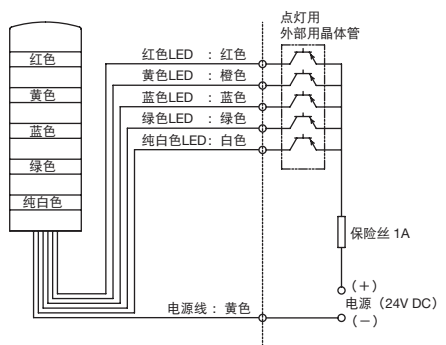 点灯用
外部用晶体管
红色
黄色
蓝色
绿色
纯白色
红色LED : 红色
黄色LED : 橙色
蓝色LED : 蓝色
绿色LED : 绿色
纯白色LED: 白色
保险丝 1A
(+)
电源(24V DC)
(-)
电源线: 黄色